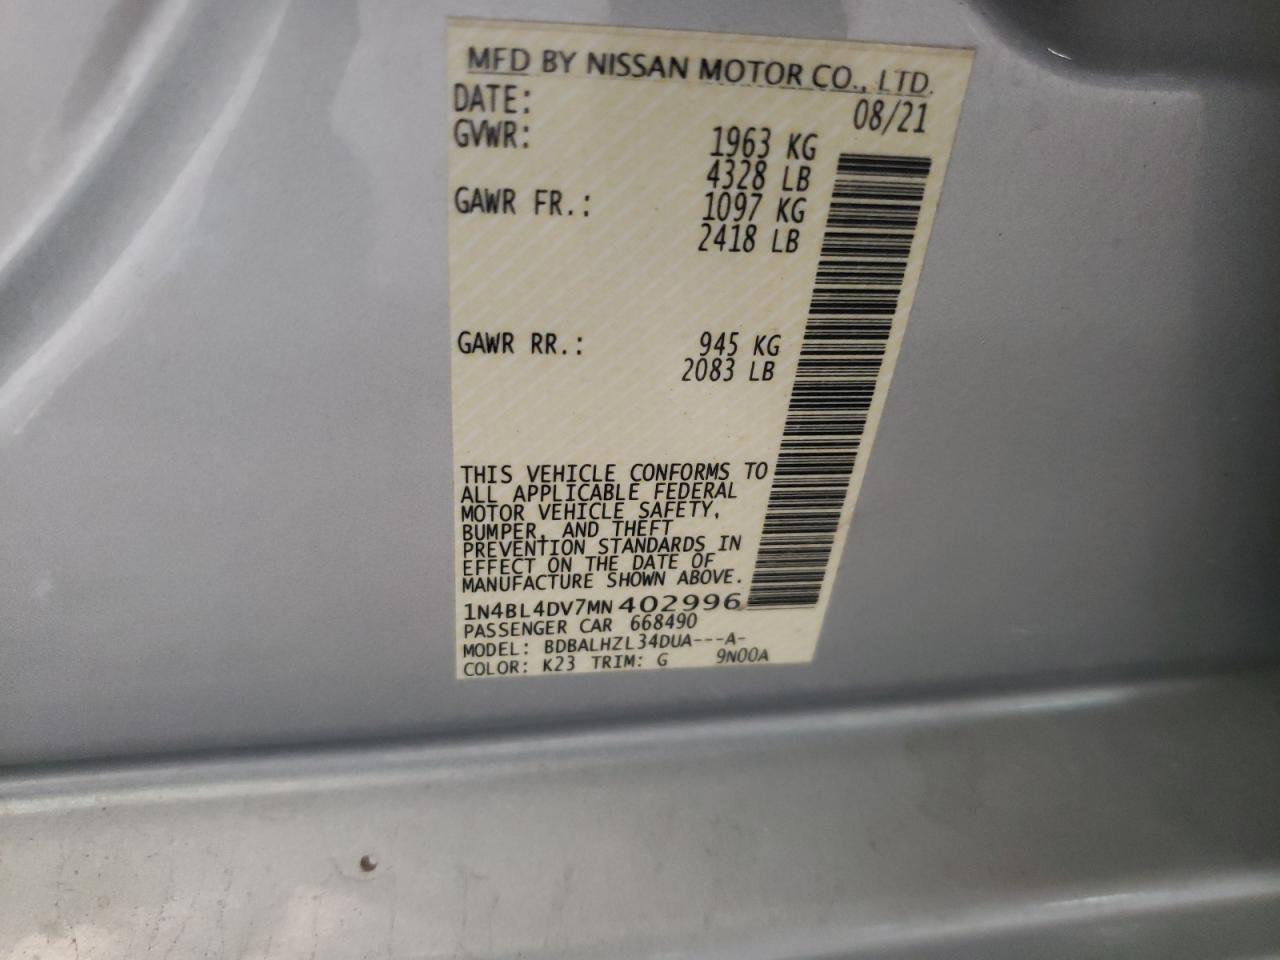 MFD BY NISSAN MOTOR CO., LTD.
DATE: 08/21
GVWR: 1963 KG
4328 LB
GAWR FR.: 1097 KG
2418 LB
GAWR RR.: 945 KG
2083 LB
THIS VEHICLE CONFORMS TO
ALL APPLICABLE FEDERAL
MOTOR VEHICLE SAFETY,
BUMPER, AND THEFT
PREVENTION STANDARDS IN
EFFECT ON THE DATE OF
MANUFACTURE SHOWN ABOVE.
1N4BL4DV7MN402996
PASSENGER CAR 668490
MODEL: BDBALHZL34DUA---A-
COLOR: K23 TRIM: G 9N00A